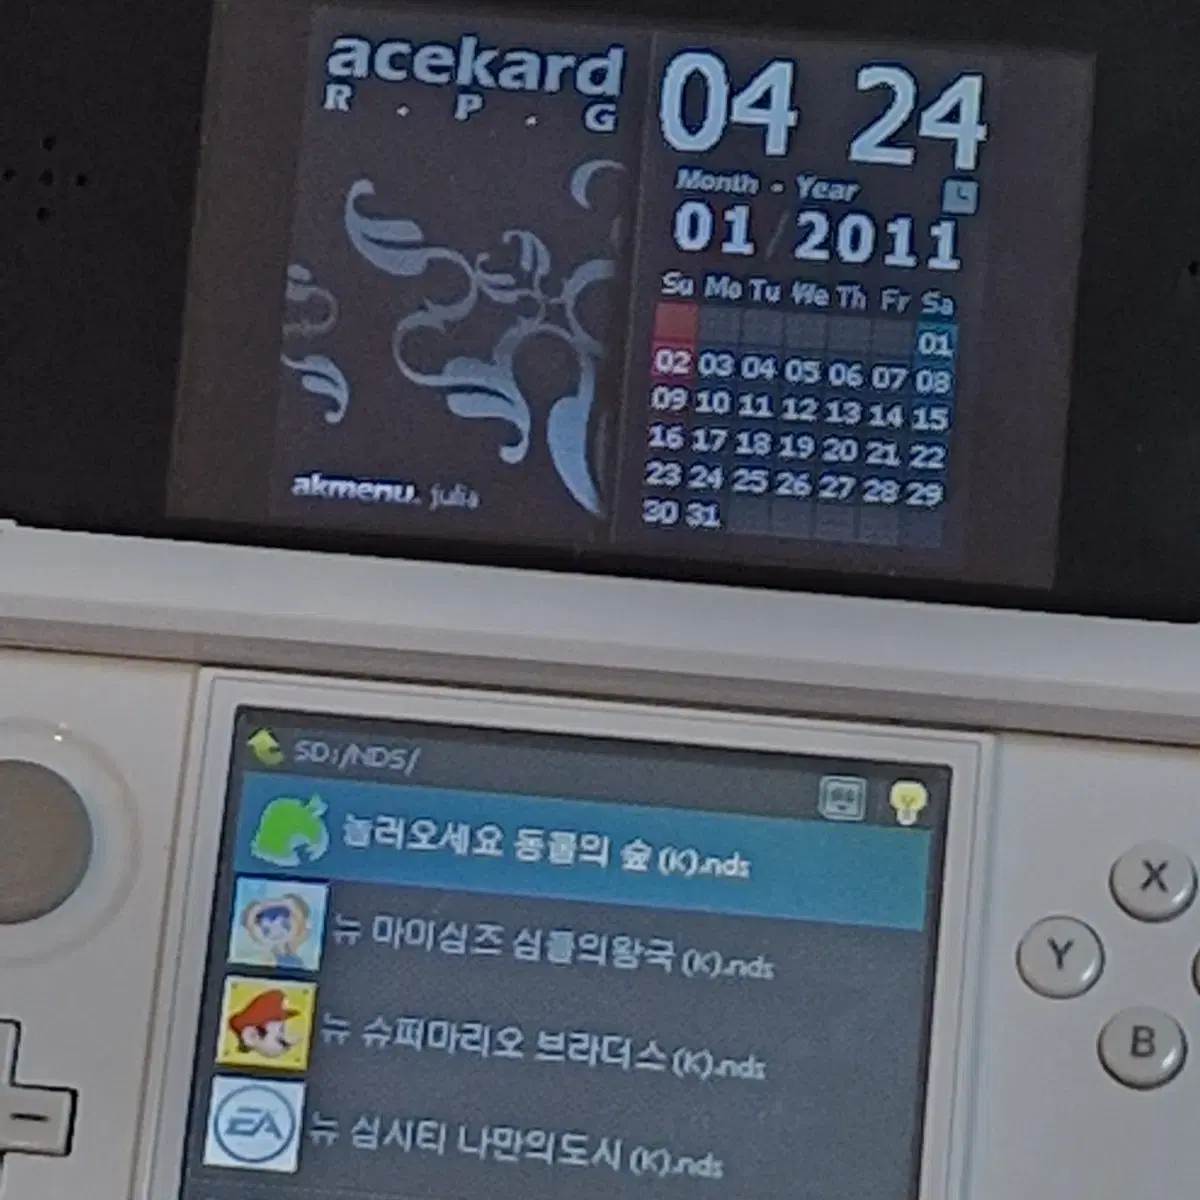 acekard
R . P . G
akmenu. julia
04 24
Month - Year
01/2011
Su Mo Tu We Th Fr Sa
01
02 03 04 05 06 07 08
09 10 11 12 13 14 15
16 17 18 19 20 21 22
23 24 25 26 27 28 29
30 31
SD:/NDS/
놀러오세요 동물의 숲 (K).nds
뉴 마이심즈 심즐의왕국 (K).nds
뉴 슈퍼마리오 브라더스 (K).nds
EA
뉴 심시티 나만의도시 (K).nds
X
Y
B